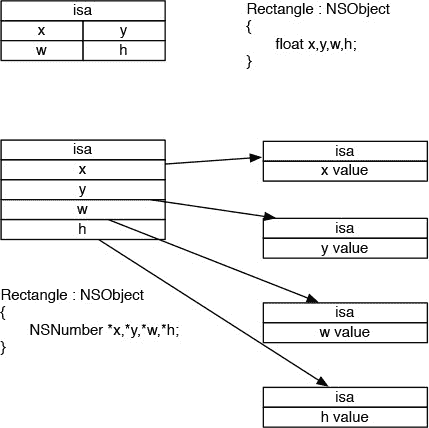 isa
x y
w h
Rectangle : NSObject
{
float x,y,w,h;
}
isa
x
y
w
h
isa
x value
isa
y value
isa
w value
isa
h value
Rectangle : NSObject
{
NSNumber *x,*y,*w,*h;
}